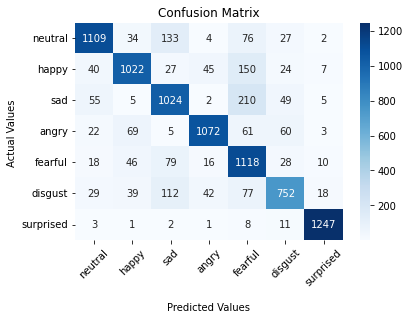 Confusion Matrix
Actual Values
neutral 1109 34 133 4 76 27 2
happy 40 1022 27 45 150 24 7
sad 55 5 1024 2 210 49 5
angry 22 69 5 1072 61 60 3
fearful 18 46 79 16 1118 28 10
disgust 29 39 112 42 77 752 18
surprised 3 1 2 1 8 11 1247
neutral happy sad angry fearful disgust surprised
Predicted Values
1200
1000
800
600
400
200